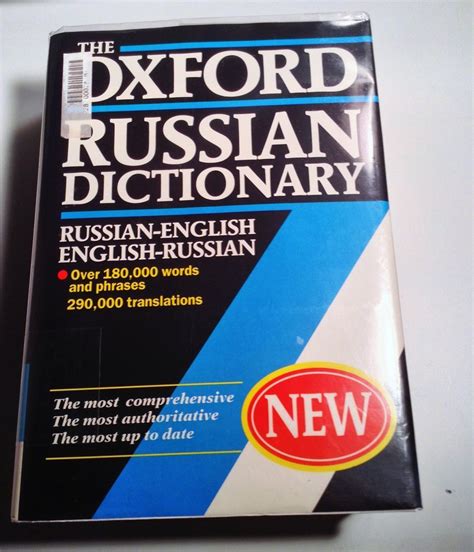 THE
OXFORD
RUSSIAN
DICTIONARY
RUSSIAN-ENGLISH
ENGLISH-RUSSIAN
Over 180,000 words
and phrases
290,000 translations
The most comprehensive
The most authoritative
The most up to date
NEW